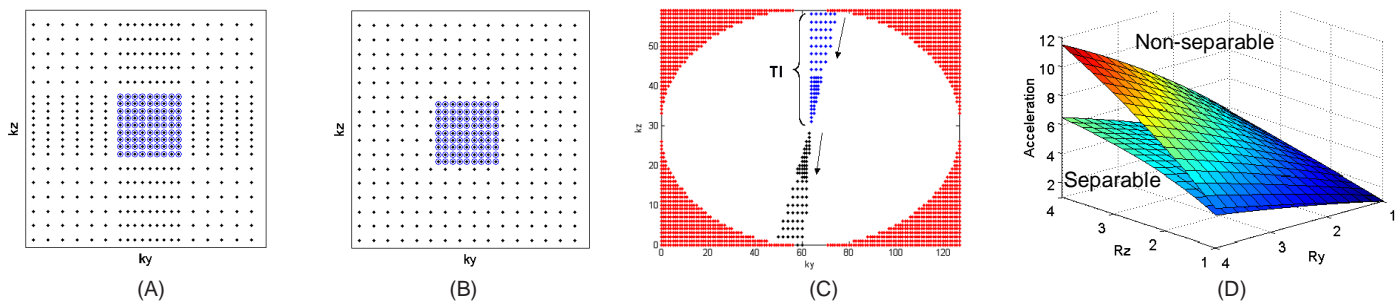 kz
ky
(A)
kz
ky
(B)
50
40
30
20
10
0
kz
TI
0 20 40 60 80 100 120
ky
(C)
12
10
8
6
4
2
Acceleration
Non-separable
Separable
4
3
2
1
Rz
4
3
2
1
Ry
(D)